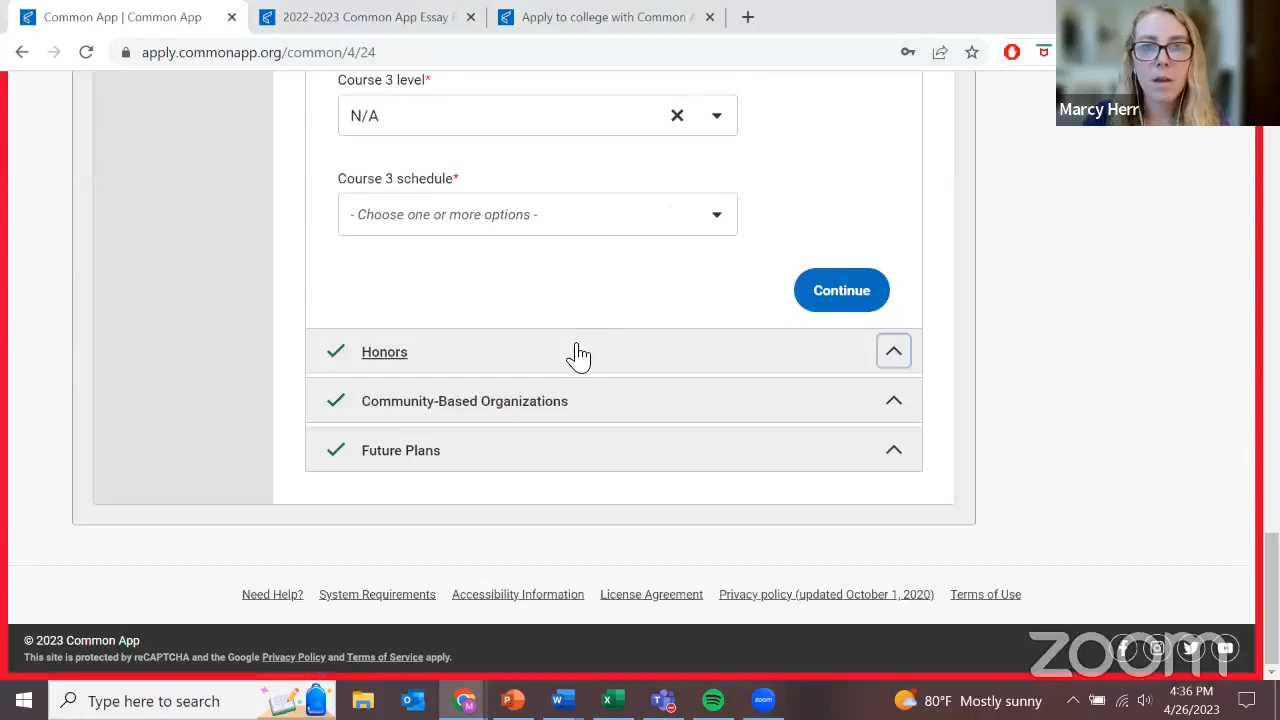 Common App | Common App
2022-2023 Common App Essay
Apply to college with Common A
apply.commonapp.org/common/4/24
Marcy Herr
Course 3 level*
N/A
Course 3 schedule*
- Choose one or more options -
Continue
Honors
Community-Based Organizations
Future Plans
Need Help? System Requirements Accessibility Information License Agreement Privacy policy (updated October 1, 2020) Terms of Use
© 2023 Common App
This site is protected by reCAPTCHA and the Google Privacy Policy and Terms of Service apply.
zoom
Type here to search
zoom
80°F Mostly sunny
4:36 PM
4/26/2023